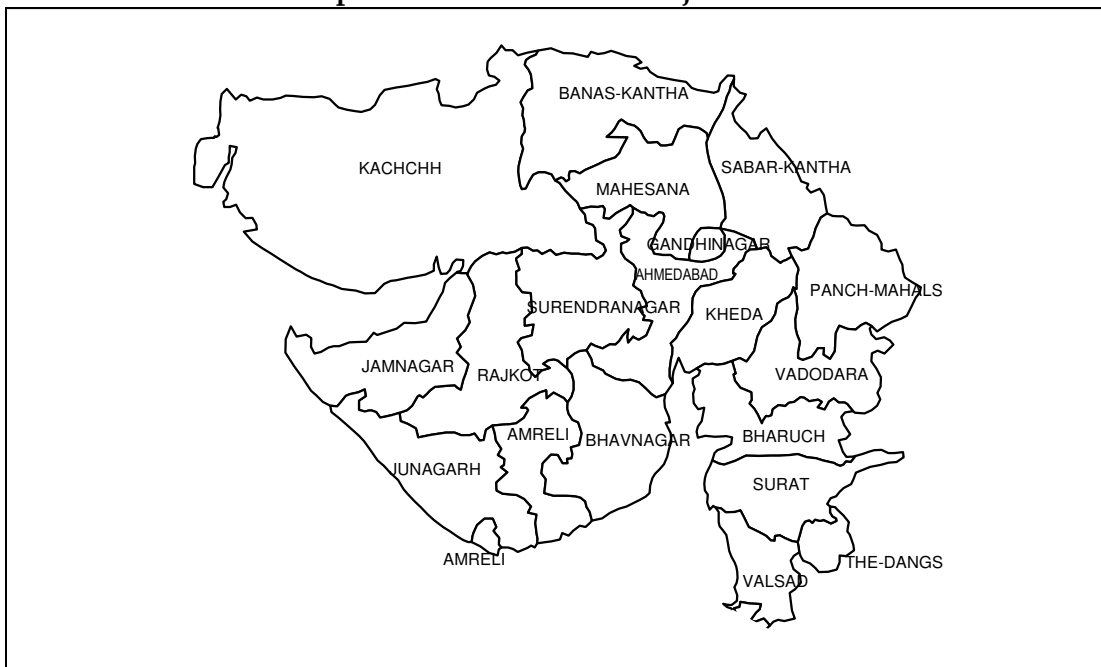 BANAS-KANTHA
KACHCHH
SABAR-KANTHA
MAHESANA
GANDHINAGAR
AHMEDABAD
PANCH-MAHALS
SURENDRANAGAR
KHEDA
JAMNAGAR
RAJKOT
VADODARA
AMRELI
BHAVNAGAR
BHARUCH
JUNAGARH
SURAT
AMRELI
THE-DANGS
VALSAD